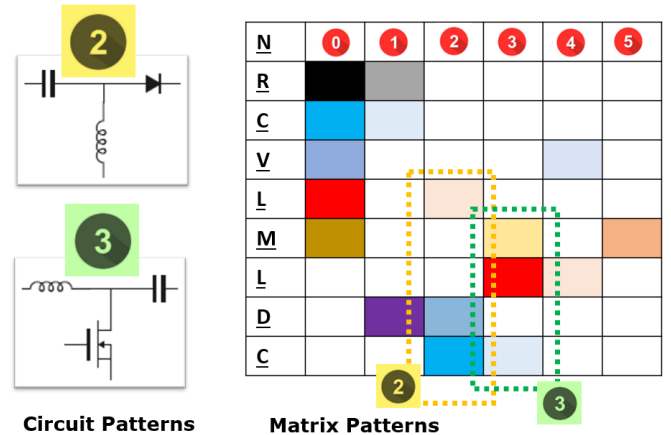 2
N 0 1 2 3 4 5
R
C
V
L
3
M
L
D
C
2
3
Circuit Patterns
Matrix Patterns